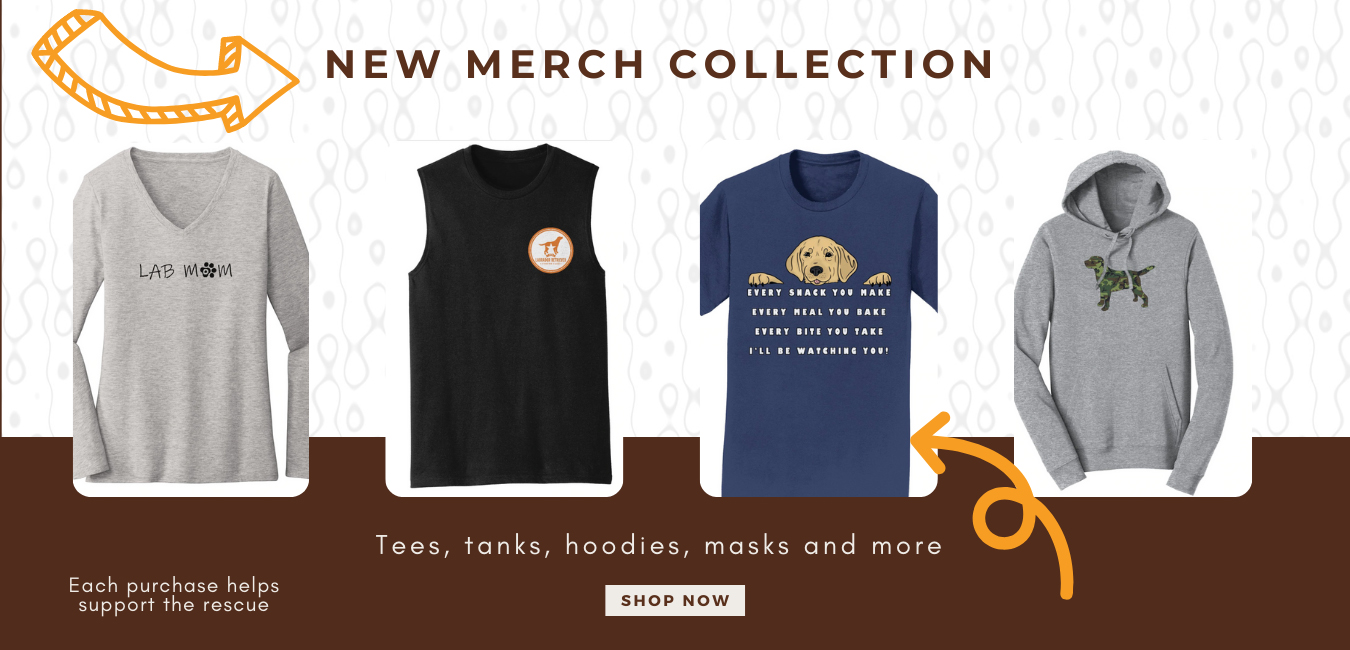 NEW MERCH COLLECTION
LAB MOM
EVERY SNACK YOU MAKE
EVERY MEAL YOU BAKE
EVERY BITE YOU TAKE
I'LL BE WATCHING YOU!
Tees, tanks, hoodies, masks and more
Each purchase helps
support the rescue
SHOP NOW